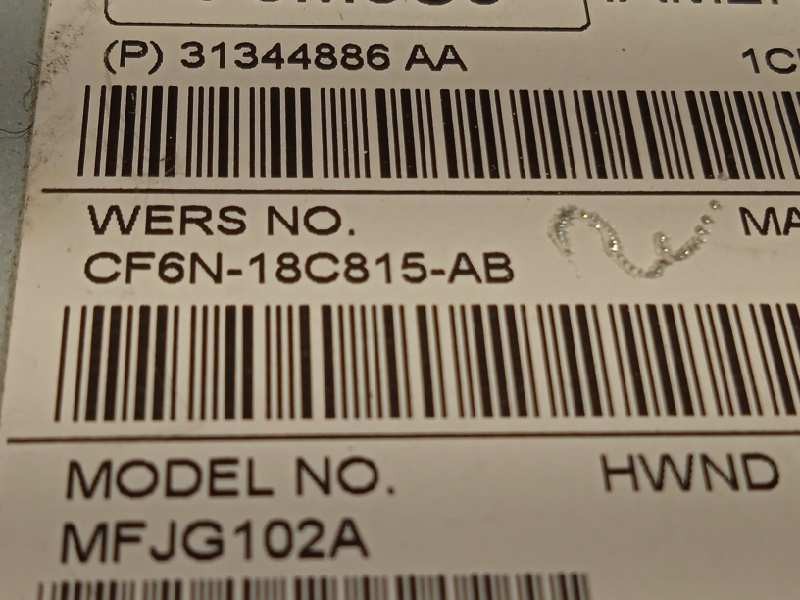 (P) 31344886 AA
WERS NO.
CF6N-18C815-AB
MODEL NO. HWND
MFJG102A